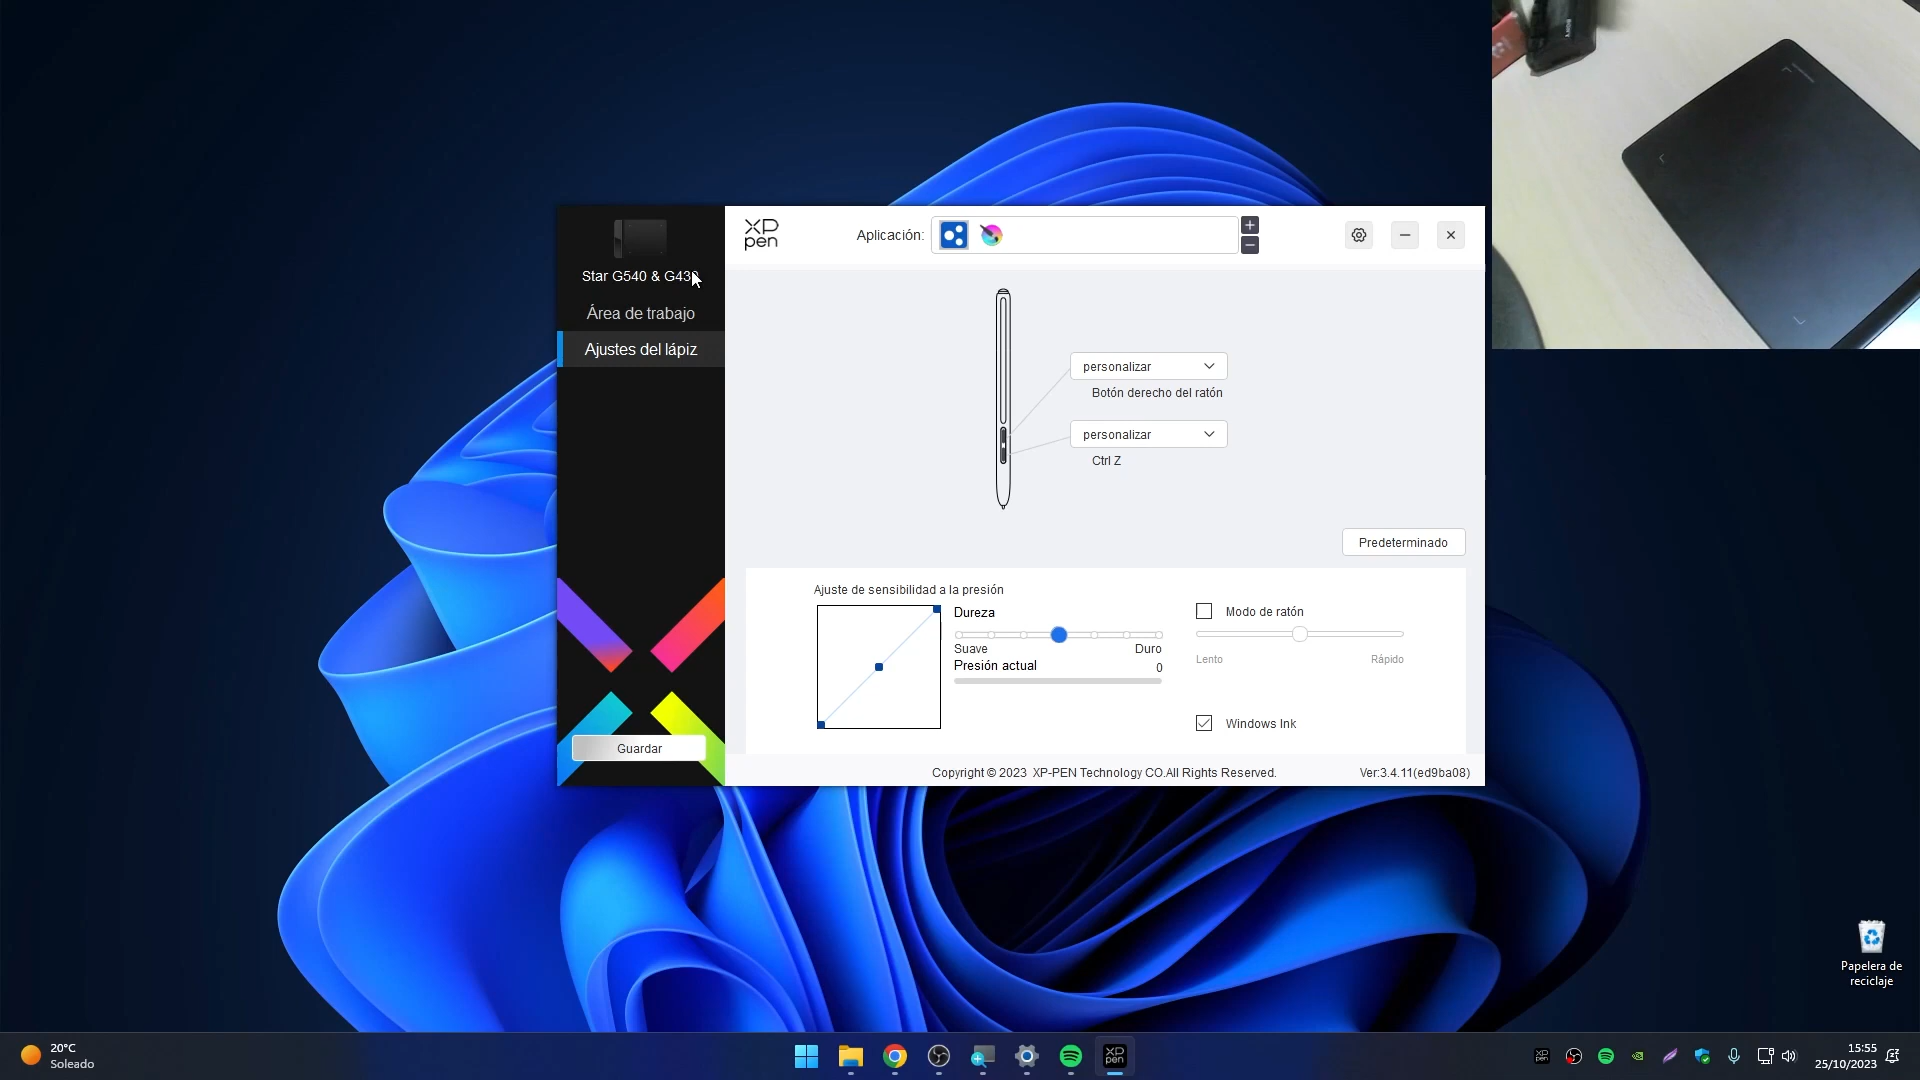 XP
pen
Aplicación:
Star G540 & G430
Área de trabajo
Ajustes del lápiz
personalizar
Botón derecho del ratón
personalizar
Ctrl Z
Predeterminado
Ajuste de sensibilidad a la presión
Dureza
Suave
Duro
Presión actual
0
Modo de ratón
Lento
Rápido
Windows Ink
Guardar
Copyright © 2023 XP-PEN Technology CO.All Rights Reserved.
Ver:3.4.11(ed9ba08)
Papelera de
reciclaje
20°C
Soleado
XP
pen
15:55
25/10/2023